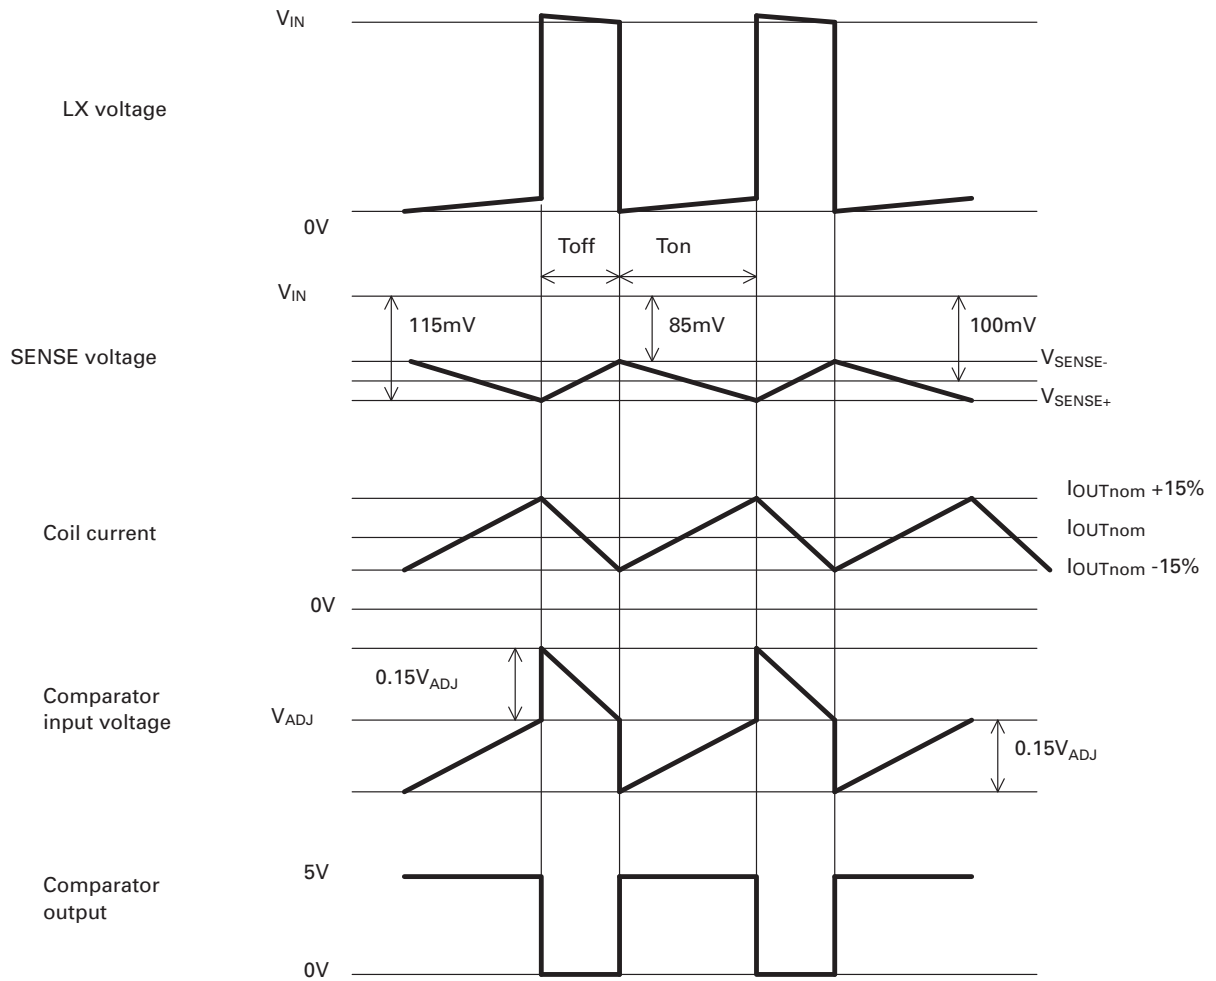 VIN
LX voltage
0V
Toff
Ton
VIN
115mV
85mV
100mV
SENSE voltage
VSENSE-
VSENSE+
IOUTnom +15%
Coil current
IOUTnom
IOUTnom -15%
0V
0.15VADJ
Comparator
input voltage
VADJ
0.15VADJ
5V
Comparator
output
0V